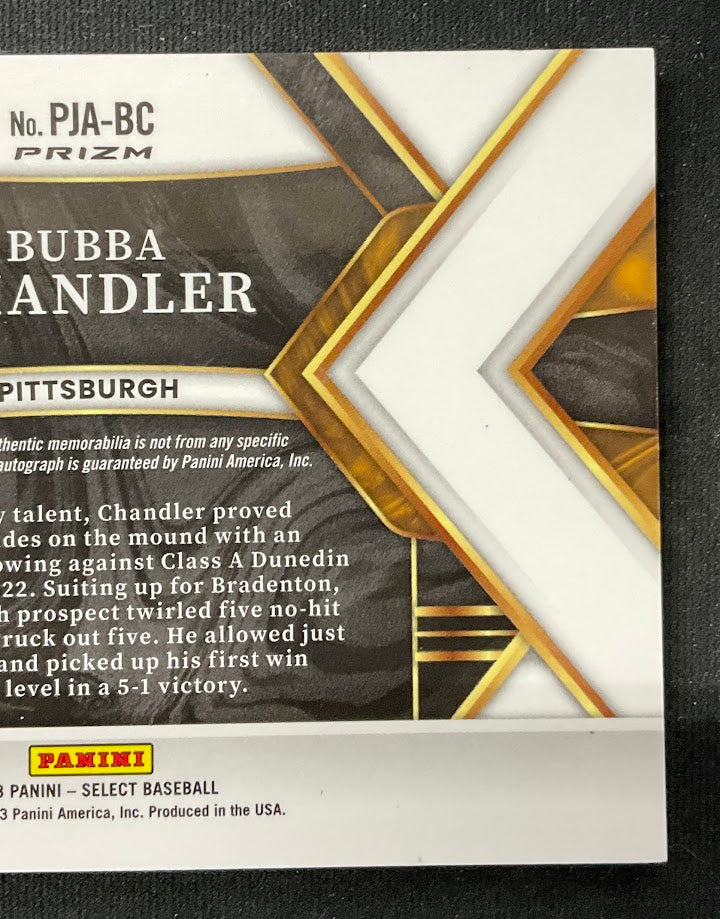 No. PJA-BC
PRIZM
BUBBA
HANDLER
PITTSBURGH
thentic memorabilia is not from any specific
autograph is guaranteed by Panini America, Inc.
y talent, Chandler proved
des on the mound with an
owing against Class A Dunedin
22. Suiting up for Bradenton,
h prospect twirled five no-hit
ruck out five. He allowed just
and picked up his first win
level in a 5-1 victory.
PANINI
3 PANINI – SELECT BASEBALL
3 Panini America, Inc. Produced in the USA.